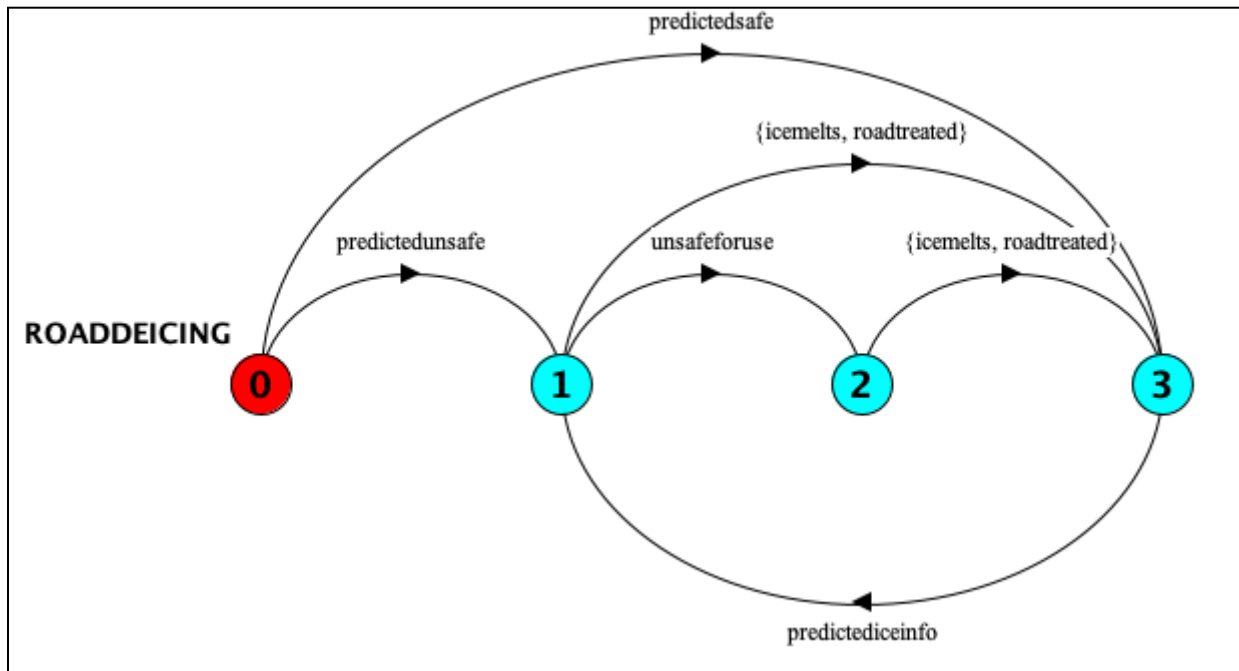 predictedsafe
{icemelts, roadtreated}
predictedunsafe
unsafeforuse
{icemelts, roadtreated}
ROADDEICING
0
1
2
3
predictediceinfo